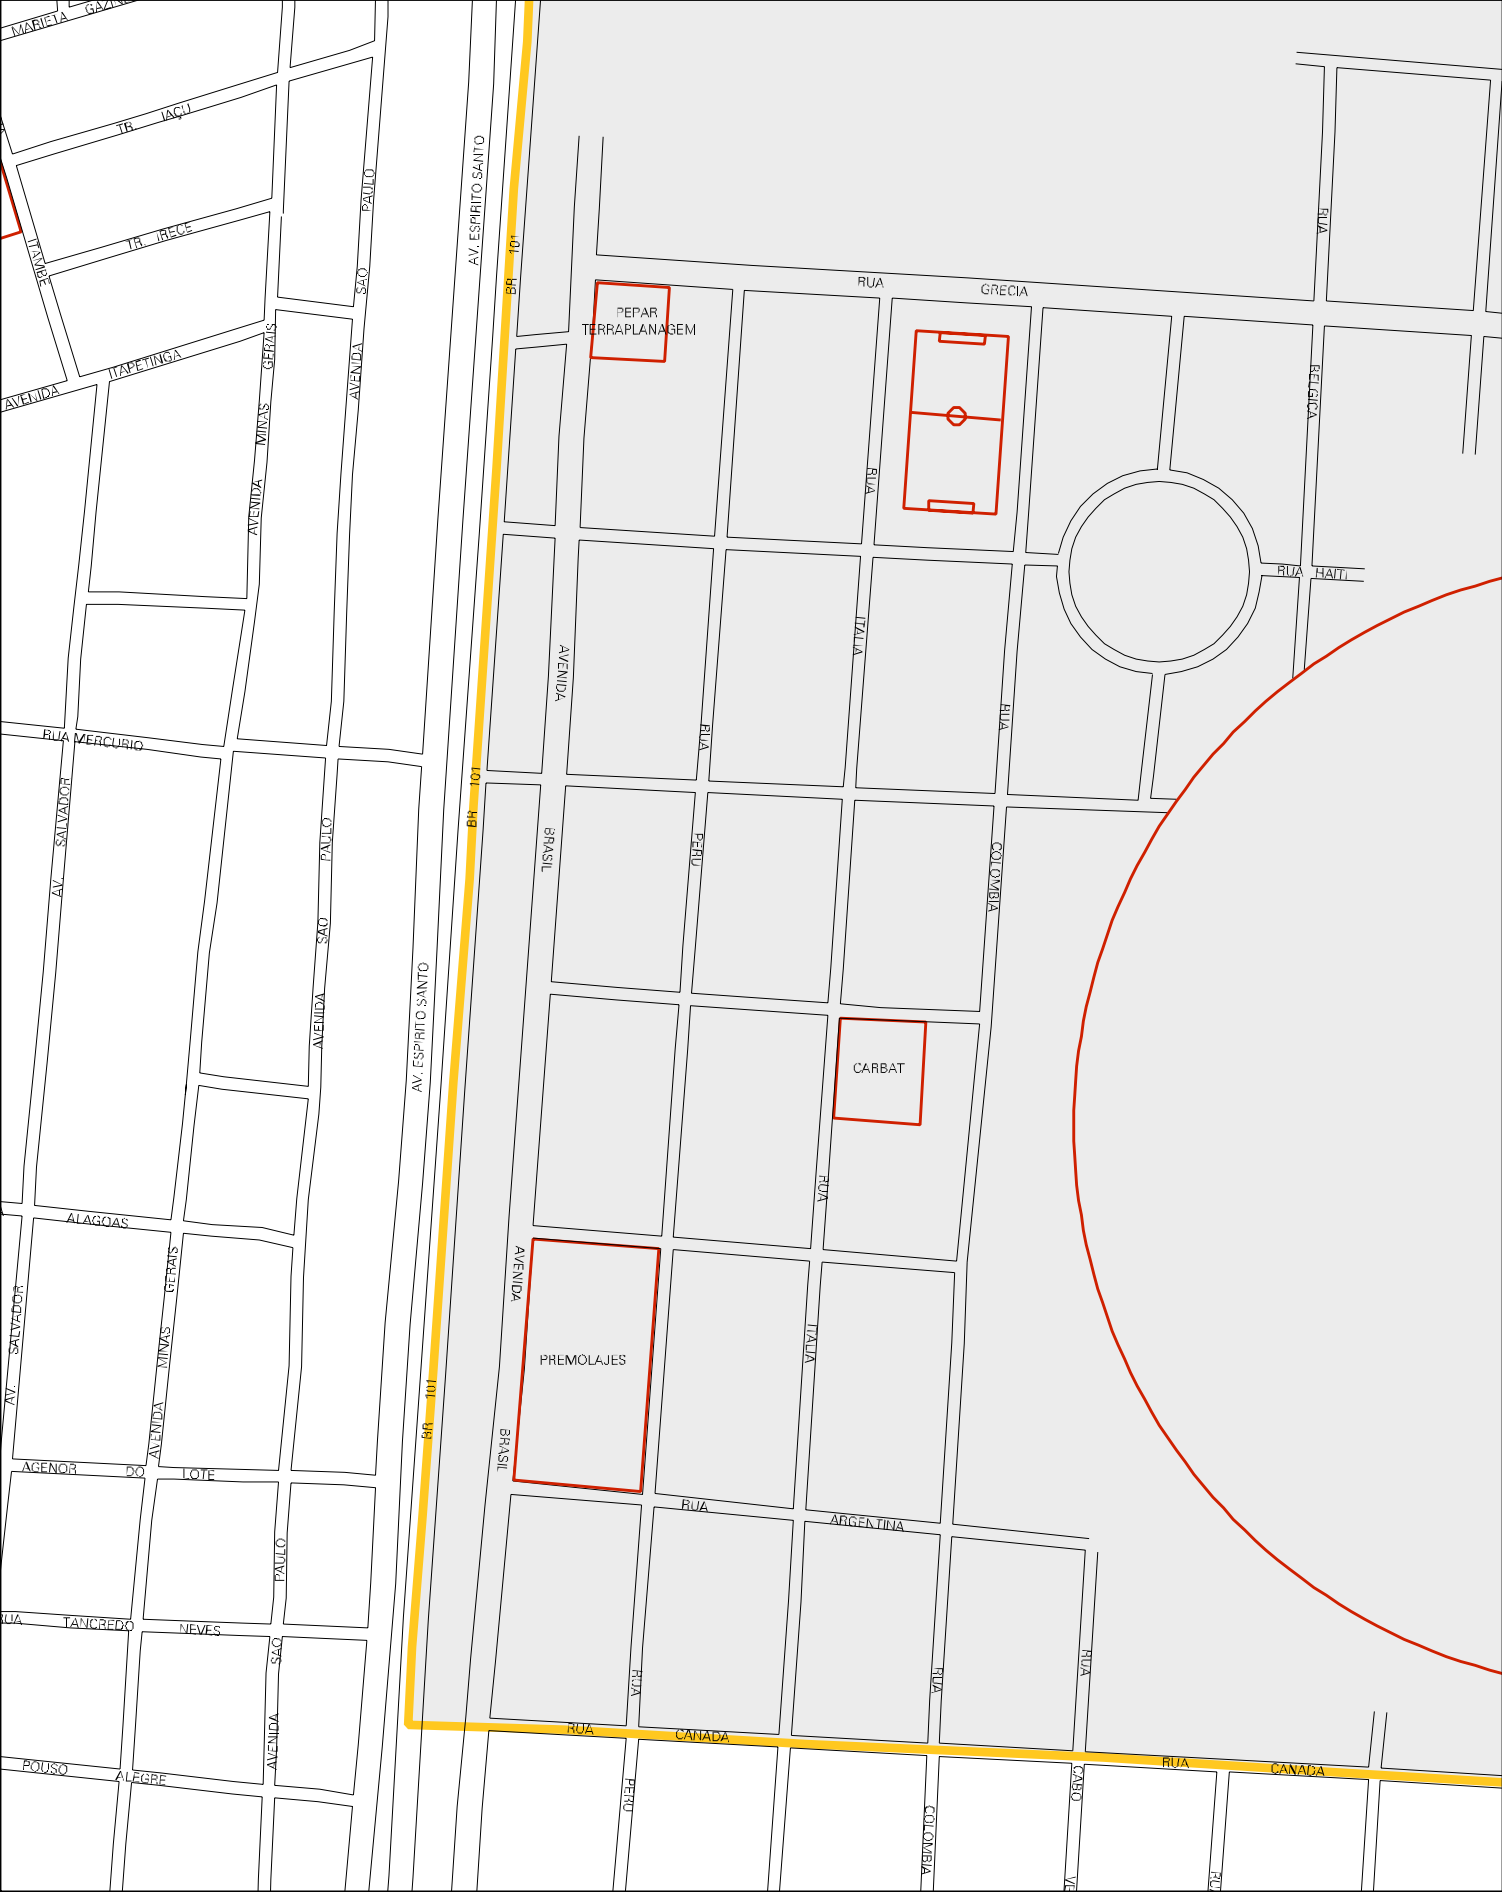 MARIETA
TR. IAÇU
PAULO
AV. ESPIRITO SANTO
RUA
TR. IRECE
ITAMBE
BR 101
SAO
RUA GRECIA
PEPAR
TERRAPLANAGEM
GERAIS
AVENIDA ITAPETINGA
AVENIDA
BELGICA
MINAS
RUA
AVENIDA
RUA HAITI
ITALIA
AVENIDA
RUA
RUA
RUA MERCURIO
BR 101
SALVADOR
PAULO
BRASIL
PERU
COLOMBIA
AV.
SAO
AVENIDA
AV. ESPIRITO SANTO
CARBAT
RUA
ALAGOAS
GERAIS
AVENIDA
SALVADOR
MINAS
ITALIA
PREMOLAJES
AV.
BR 101
AVENIDA
BRASIL
AGENOR DO LOTE
RUA ARGENTINA
PAULO
RUA TANCREDO NEVES
SAO
RUA
RUA
RUA
AVENIDA
RUA CANADA
RUA CANADA
POUSO ALEGRE
PERU
CABO
COLOMBIA